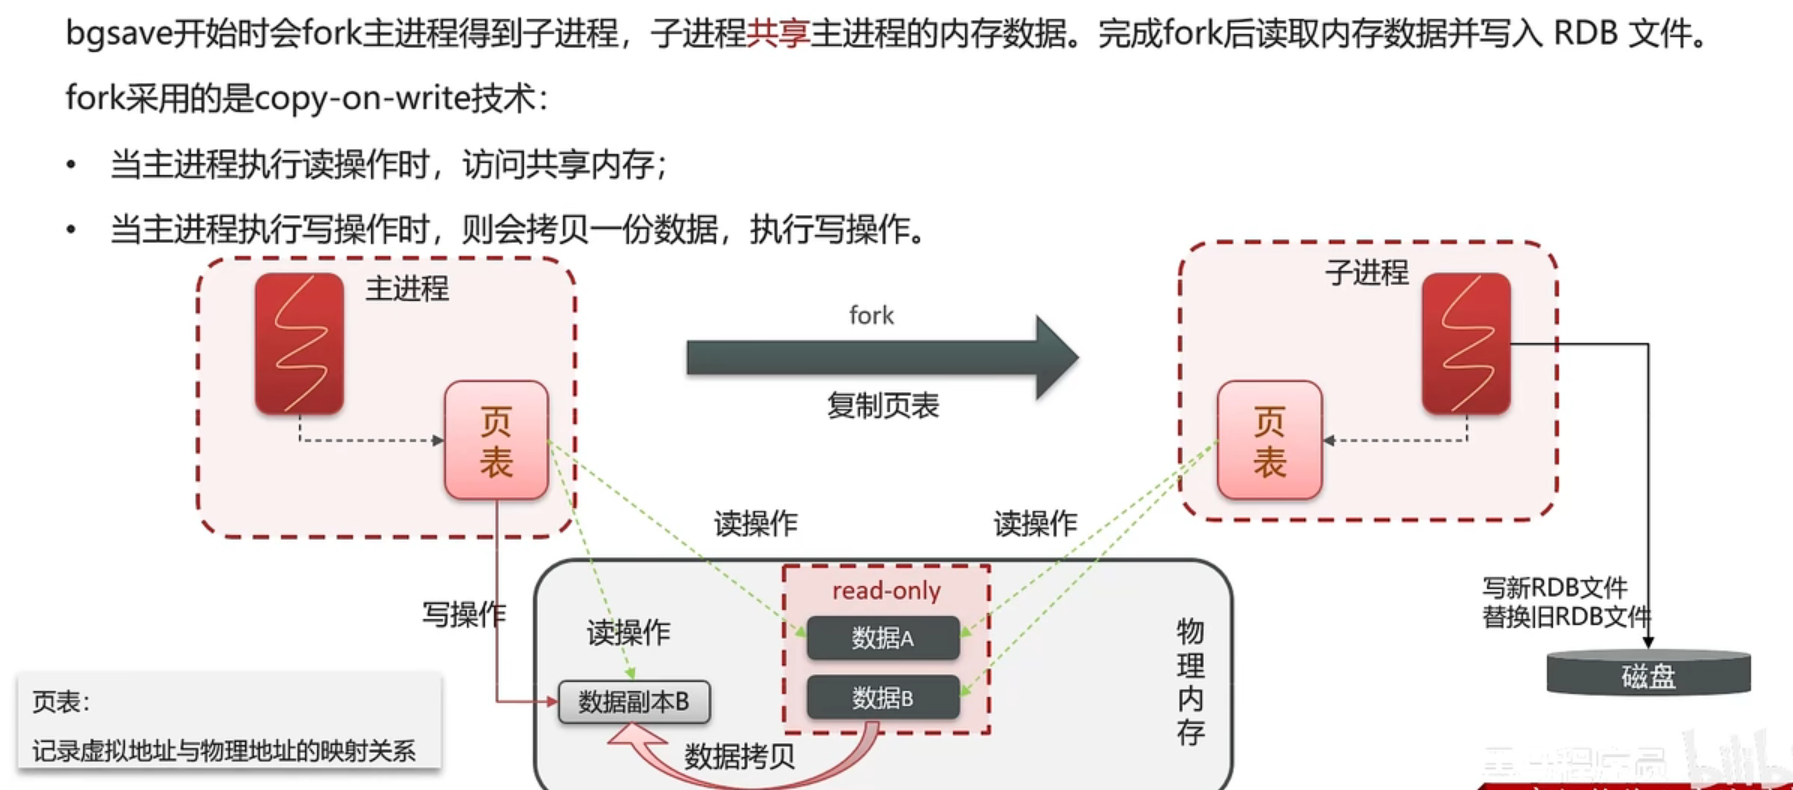 bgsave开始时会fork主进程得到子进程，子进程共享主进程的内存数据。完成fork后读取内存数据并写入 RDB 文件。
fork采用的是copy-on-write技术：
• 当主进程执行读操作时，访问共享内存；
• 当主进程执行写操作时，则会拷贝一份数据，执行写操作。
主进程
fork
子进程
复制页表
页表
页表
读操作
读操作
写操作
读操作
read-only
数据A
数据B
数据副本B
数据拷贝
物理内存
写新RDB文件
替换旧RDB文件
磁盘
页表：
记录虚拟地址与物理地址的映射关系